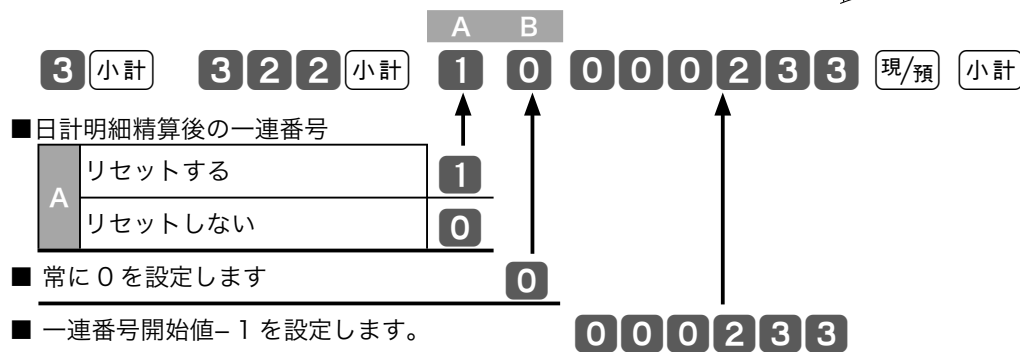 A B
3 小計 3 2 2 小計 1 0 0 0 0 2 3 3 現/預 小計
■日計明細精算後の一連番号
A リセットする 1
リセットしない 0
■ 常に 0 を設定します 0
■ 一連番号開始値– 1 を設定します。 0 0 0 2 3 3